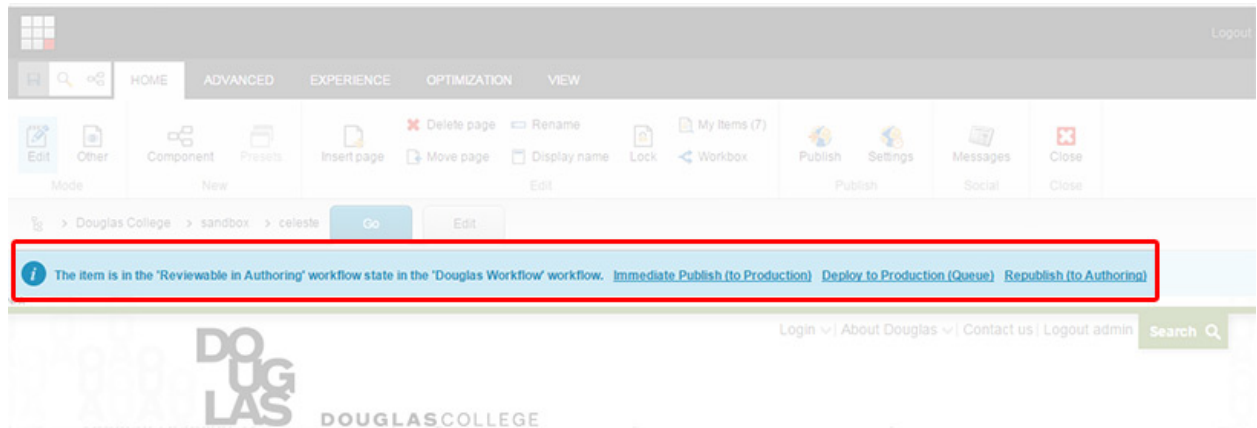 Logout
HOME ADVANCED EXPERIENCE OPTIMIZATION VIEW
Edit Other Component Presets Insert page Delete page Rename Lock My Items (7) Publish Settings Messages Close
Move page Display name Workbox
Mode New Edit Publish Social Close
> Douglas College > sandbox > celeste Go Edit
i The item is in the 'Reviewable in Authoring' workflow state in the 'Douglas Workflow' workflow. Immediate Publish (to Production) Deploy to Production (Queue) Republish (to Authoring)
Login | About Douglas | Contact us | Logout admin Search
DO
UG
LAS
DOUGLASCOLLEGE